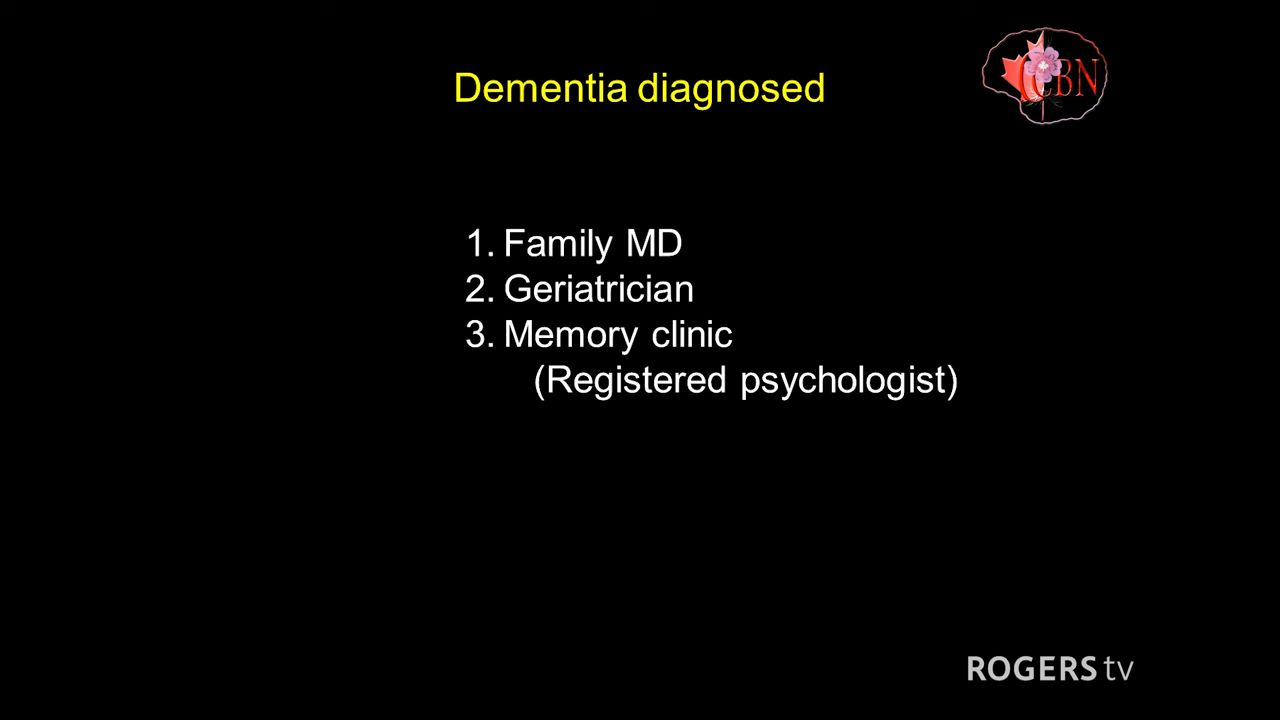 Dementia diagnosed
CBN
1. Family MD
2. Geriatrician
3. Memory clinic
(Registered psychologist)
ROGERS tv